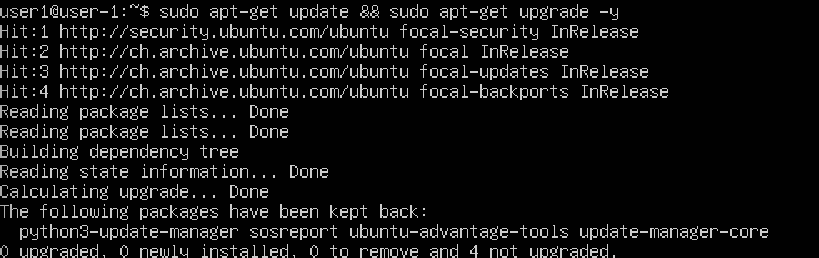 user1@user-1:~$ sudo apt-get update && sudo apt-get upgrade -y
Hit:1 http://security.ubuntu.com/ubuntu focal-security InRelease
Hit:2 http://ch.archive.ubuntu.com/ubuntu focal InRelease
Hit:3 http://ch.archive.ubuntu.com/ubuntu focal-updates InRelease
Hit:4 http://ch.archive.ubuntu.com/ubuntu focal-backports InRelease
Reading package lists... Done
Reading package lists... Done
Building dependency tree
Reading state information... Done
Calculating upgrade... Done
The following packages have been kept back:
  python3-update-manager sosreport ubuntu-advantage-tools update-manager-core
0 upgraded, 0 newly installed, 0 to remove and 4 not upgraded.